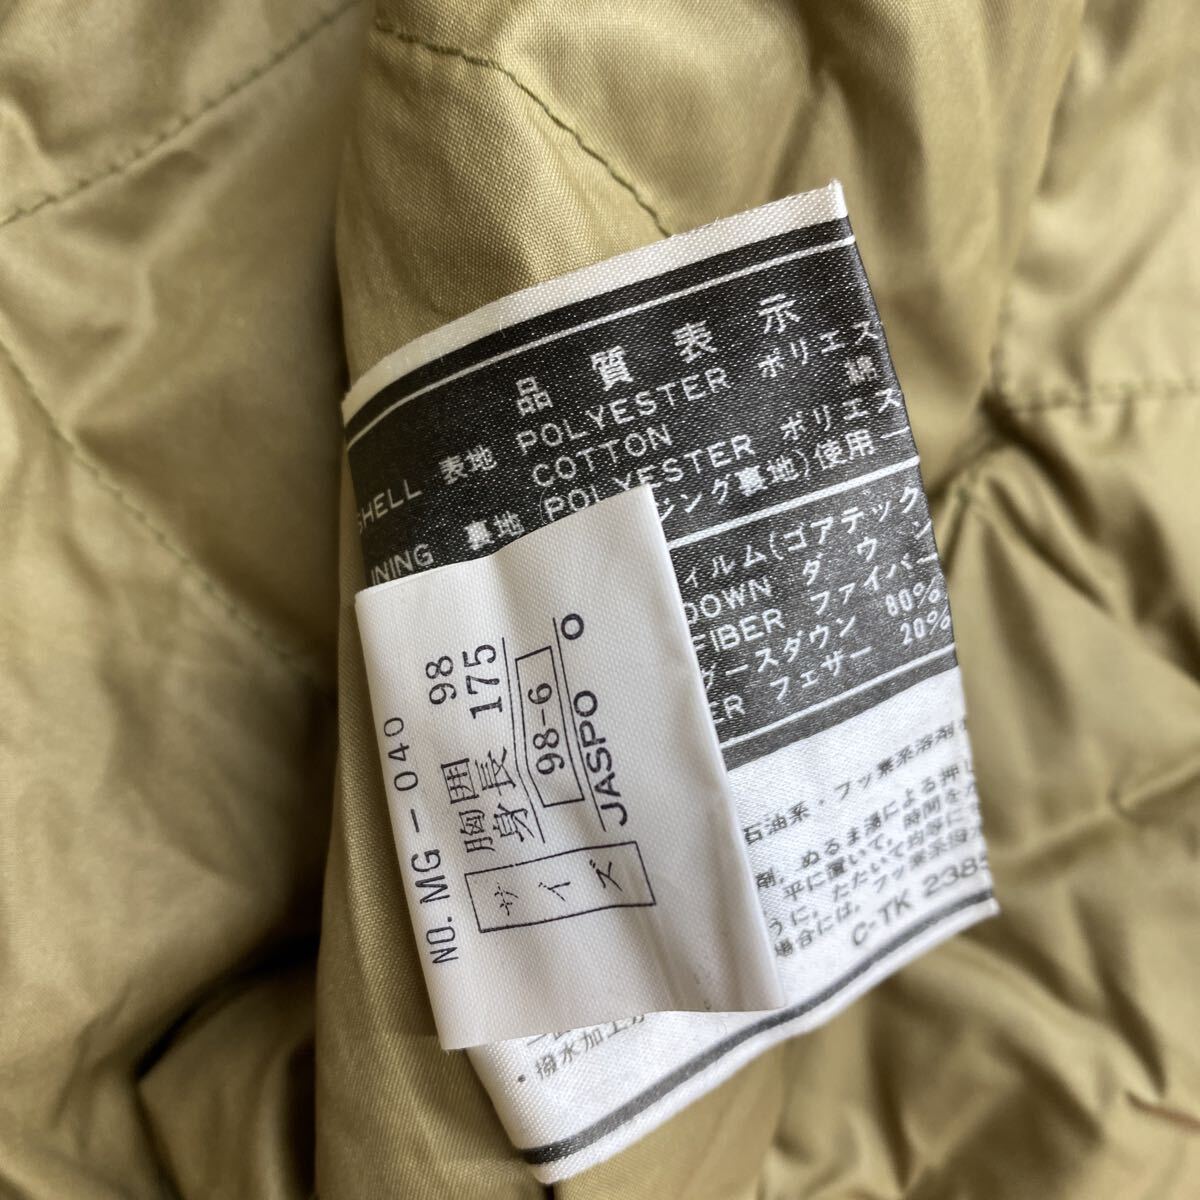 品質表示
SHELL 表地 POLYESTER ポリエス
COTTON 綿
LINING 裏地 (POLYESTER ポリエス
ング裏地)使用
ィルム(ゴアテック
DOWN ダウン
FIBER ファイバー
グースダウン 80%
ER フェザー 20%
石油系・フッ素系溶剤
剤,ぬるま湯による押し
平に置いて,
うに,たたいて均等に
場合には,フッ素系
C-TK 238
・撥水加工
NO. MG-040
胸囲 98
身長 175
98-6
JASPO O
サイズ